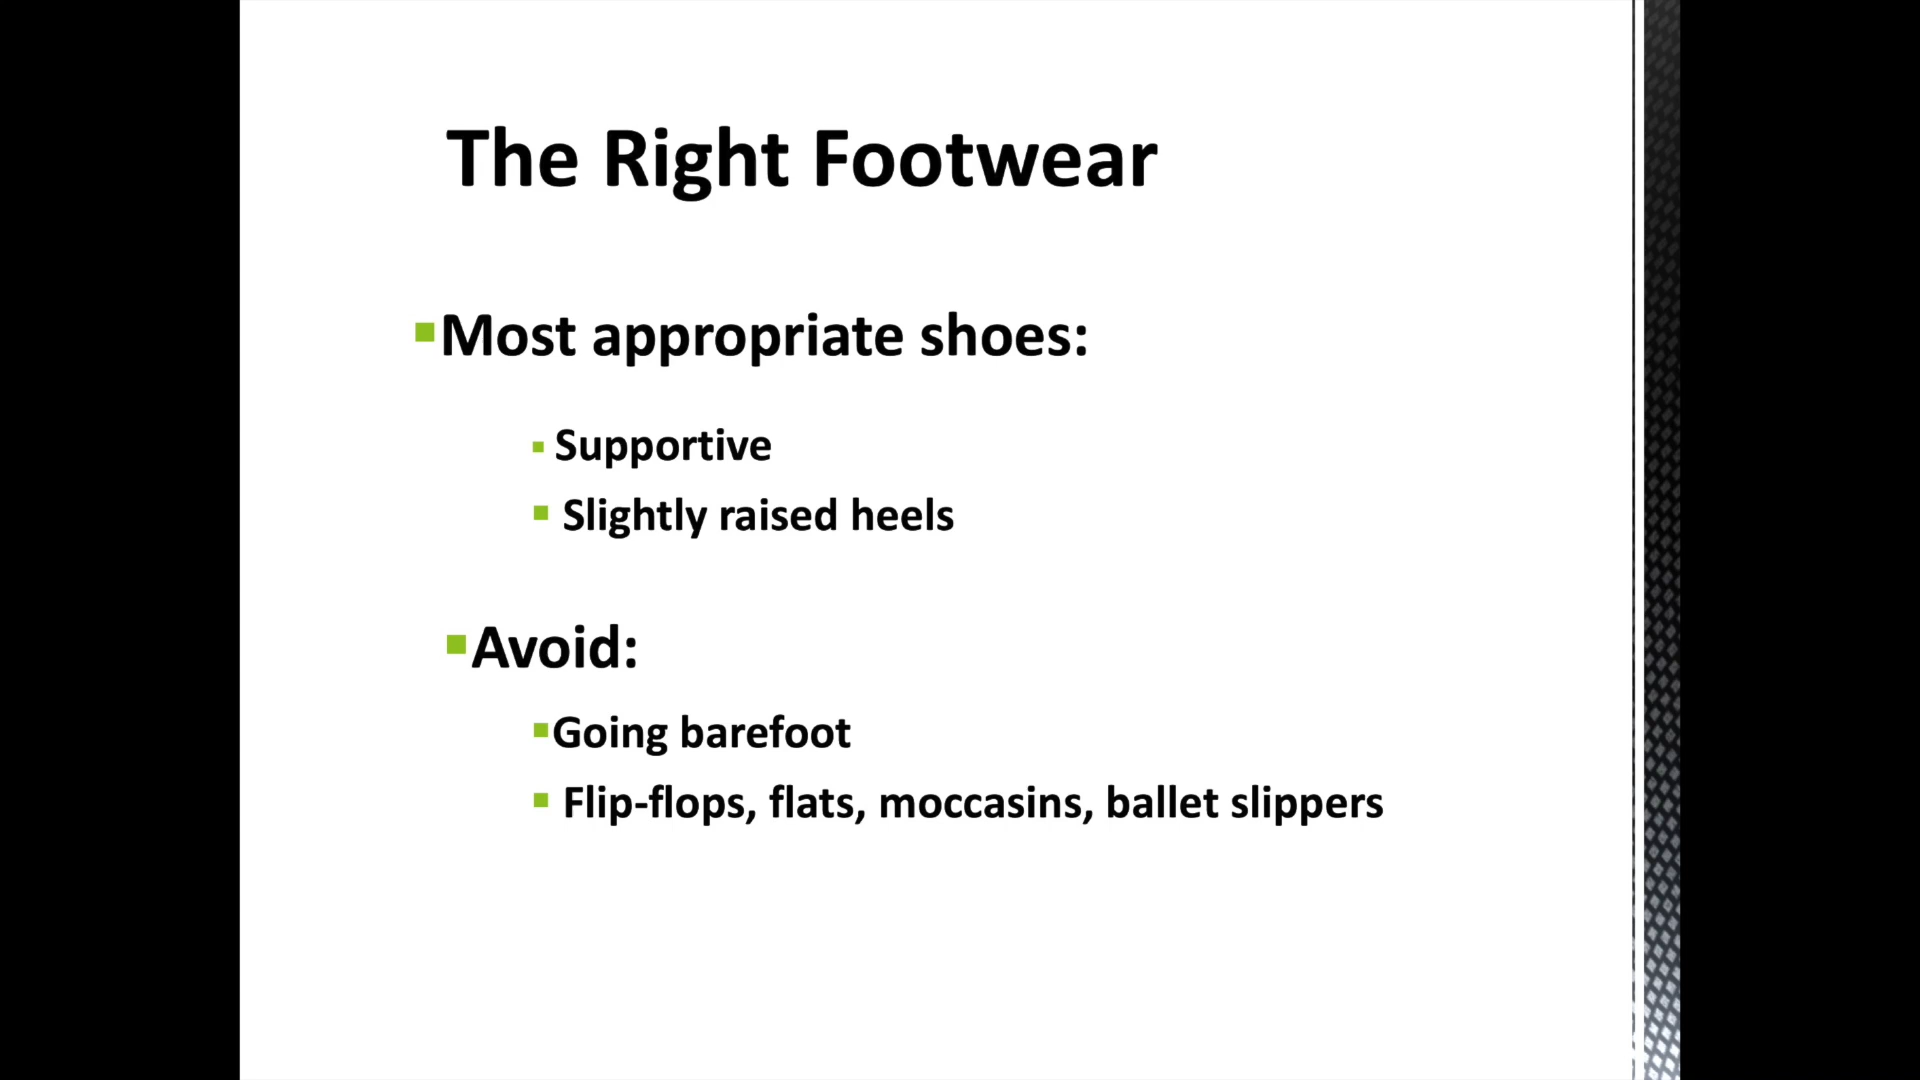 The Right Footwear
▪Most appropriate shoes:
▪ Supportive
▪ Slightly raised heels
▪Avoid:
▪Going barefoot
▪ Flip-flops, flats, moccasins, ballet slippers